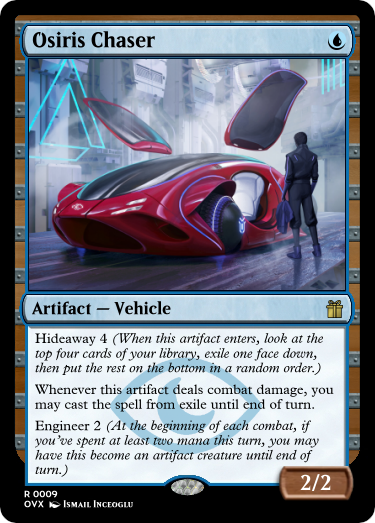 Osiris Chaser
Artifact — Vehicle
Hideaway 4 (When this artifact enters, look at the
top four cards of your library, exile one face down,
then put the rest on the bottom in a random order.)
Whenever this artifact deals combat damage, you
may cast the spell from exile until end of turn.
Engineer 2 (At the beginning of each combat, if
you've spent at least two mana this turn, you may
have this become an artifact creature until end of
turn.)
2/2
R 0009
OVX Ismail Inceoglu